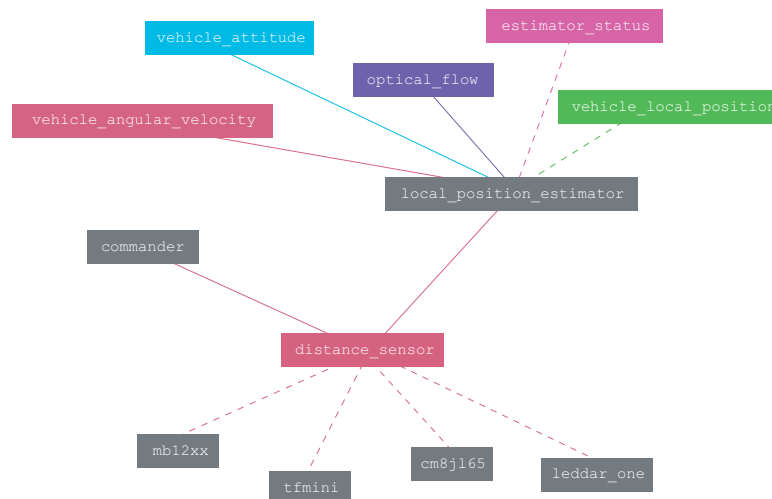 estimator_status
vehicle_attitude
optical_flow
vehicle_local_position
vehicle_angular_velocity
local_position_estimator
commander
distance_sensor
mb12xx
cm8jl65
leddar_one
tfmini